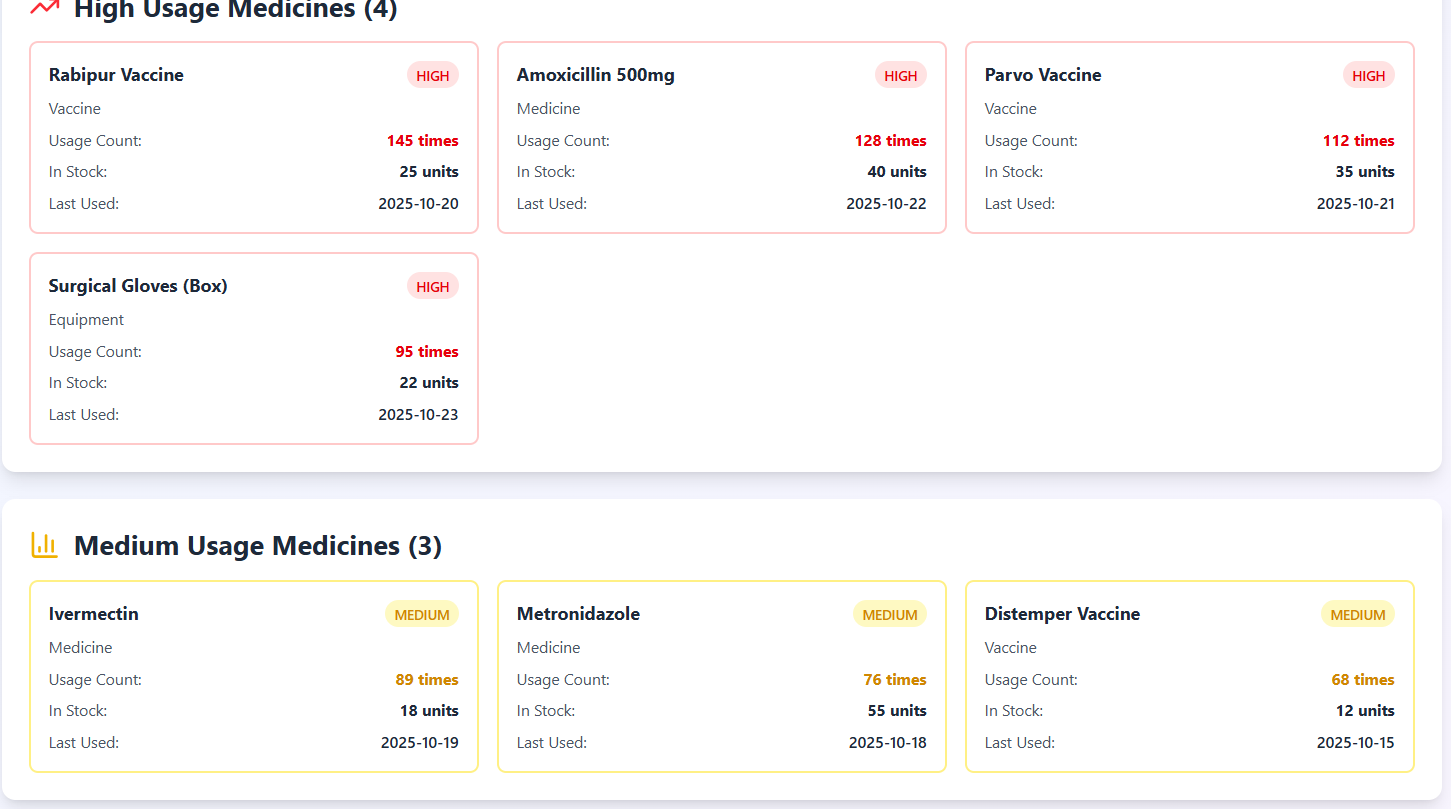 High Usage Medicines (4)
Rabipur Vaccine HIGH
Vaccine
Usage Count: 145 times
In Stock: 25 units
Last Used: 2025-10-20
Amoxicillin 500mg HIGH
Medicine
Usage Count: 128 times
In Stock: 40 units
Last Used: 2025-10-22
Parvo Vaccine HIGH
Vaccine
Usage Count: 112 times
In Stock: 35 units
Last Used: 2025-10-21
Surgical Gloves (Box) HIGH
Equipment
Usage Count: 95 times
In Stock: 22 units
Last Used: 2025-10-23
Medium Usage Medicines (3)
Ivermectin MEDIUM
Medicine
Usage Count: 89 times
In Stock: 18 units
Last Used: 2025-10-19
Metronidazole MEDIUM
Medicine
Usage Count: 76 times
In Stock: 55 units
Last Used: 2025-10-18
Distemper Vaccine MEDIUM
Vaccine
Usage Count: 68 times
In Stock: 12 units
Last Used: 2025-10-15